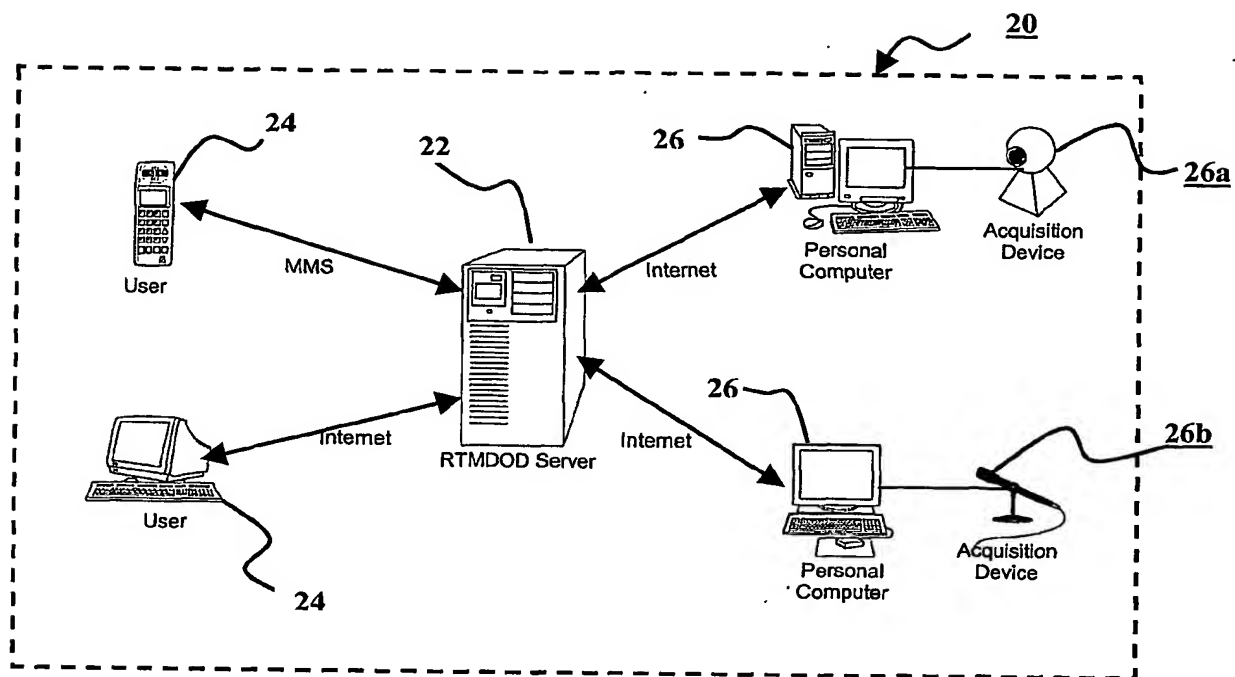 20
24
22
26
26a
User
MMS
Internet
Personal
Computer
Acquisition
Device
Internet
Internet
RTMDOD Server
User
24
26
26b
Personal
Computer
Acquisition
Device